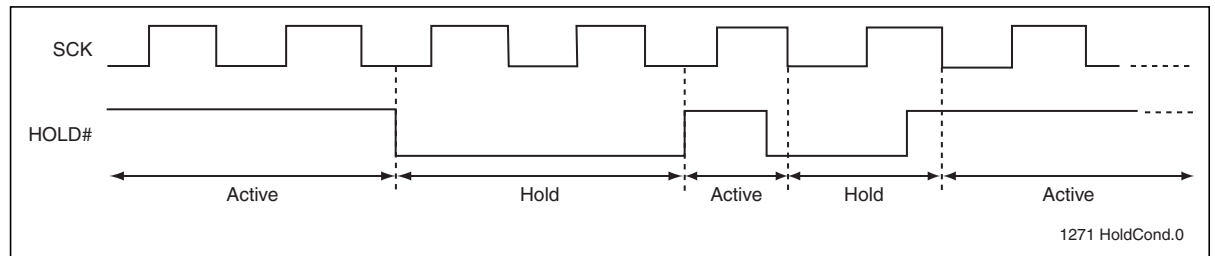 SCK
HOLD#
Active Hold Active Hold Active
1271 HoldCond.0